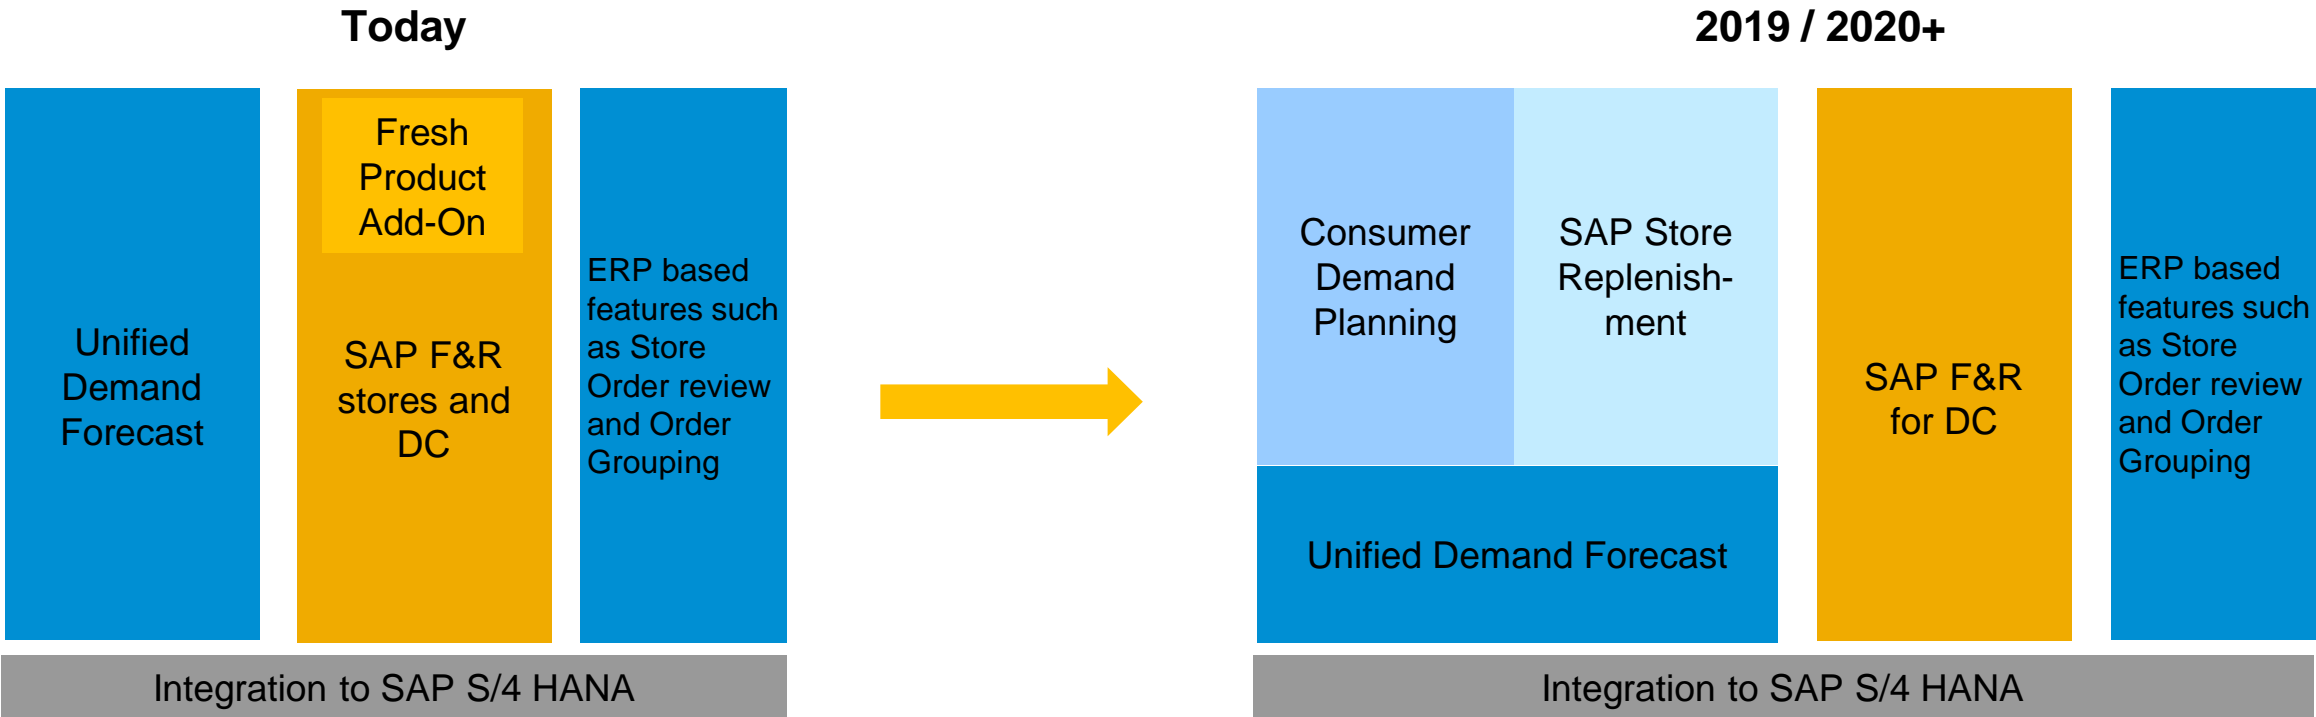 Today
2019 / 2020+
Unified
Demand
Forecast
Fresh
Product
Add-On
SAP F&R
stores and
DC
ERP based
features such
as Store
Order review
and Order
Grouping
Integration to SAP S/4 HANA
Consumer
Demand
Planning
SAP Store
Replenish-
ment
Unified Demand Forecast
SAP F&R
for DC
ERP based
features such
as Store
Order review
and Order
Grouping
Integration to SAP S/4 HANA